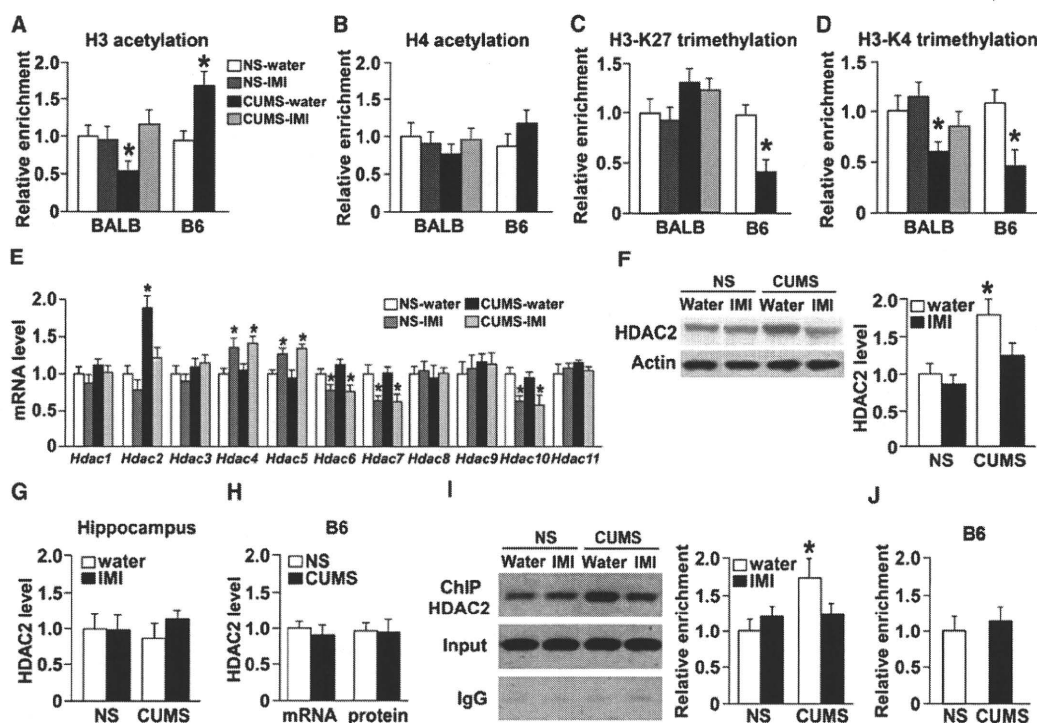 A
H3 acetylation
Relative enrichment
2.0
1.5
1.0
0.5
0
*
*
NS-water
NS-IMI
CUMS-water
CUMS-IMI
BALB B6
B
H4 acetylation
Relative enrichment
2.0
1.5
1.0
0.5
0
BALB B6
C
H3-K27 trimethylation
Relative enrichment
1.5
1.0
0.5
0
*
BALB B6
D
H3-K4 trimethylation
Relative enrichment
1.5
1.0
0.5
0
* *
BALB B6
E
mRNA level
2.0
1.5
1.0
0.5
0
* * * * * * * * * * *
NS-water CUMS-water
NS-IMI CUMS-IMI
Hdac1 Hdac2 Hdac3 Hdac4 Hdac5 Hdac6 Hdac7 Hdac8 Hdac9 Hdac10 Hdac11
F
NS CUMS
Water IMI Water IMI
HDAC2
Actin
HDAC2 level
2.0
1.5
1.0
0.5
0
*
water
IMI
NS CUMS
G
Hippocampus
HDAC2 level
2.0
1.5
1.0
0.5
0
water
IMI
NS CUMS
H
B6
HDAC2 level
2.0
1.5
1.0
0.5
0
NS
CUMS
mRNA protein
I
NS CUMS
Water IMI Water IMI
ChIP
HDAC2
Input
IgG
Relative enrichment
2.0
1.5
1.0
0.5
0
*
water
IMI
NS CUMS
J
B6
Relative enrichment
2.0
1.5
1.0
0.5
0
NS CUMS